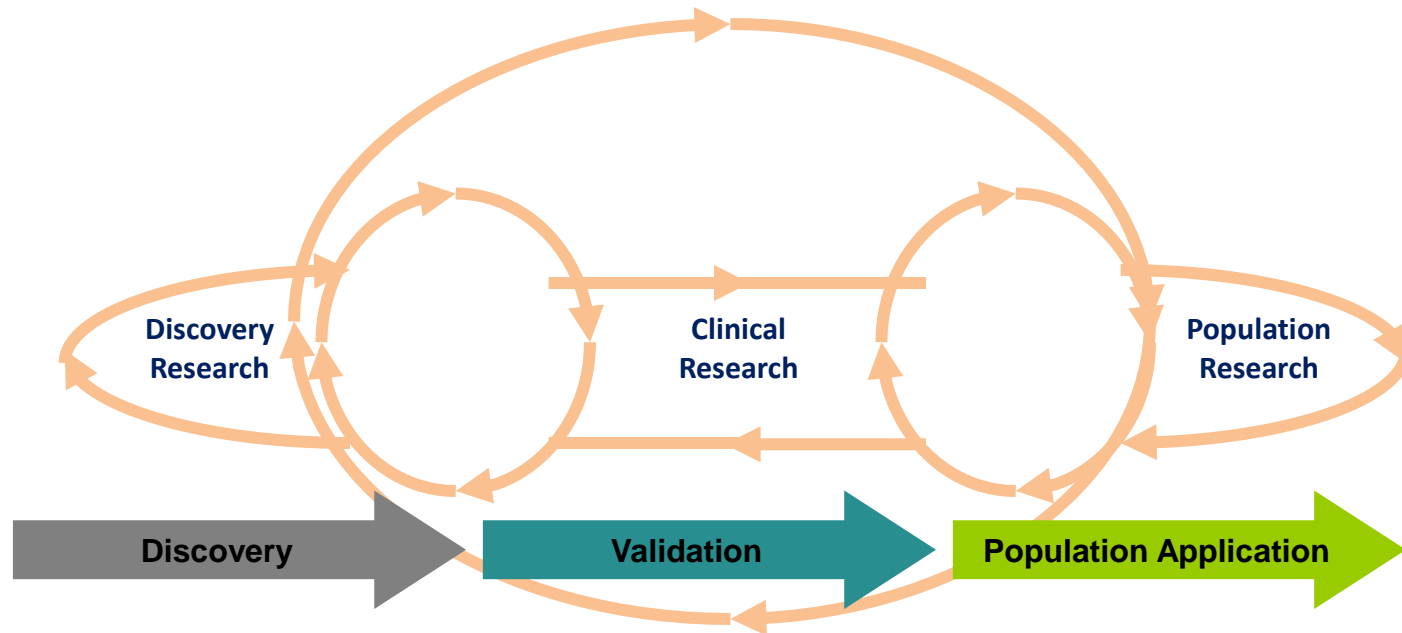 Discovery
Research
Clinical
Research
Population
Research
Discovery
Validation
Population Application